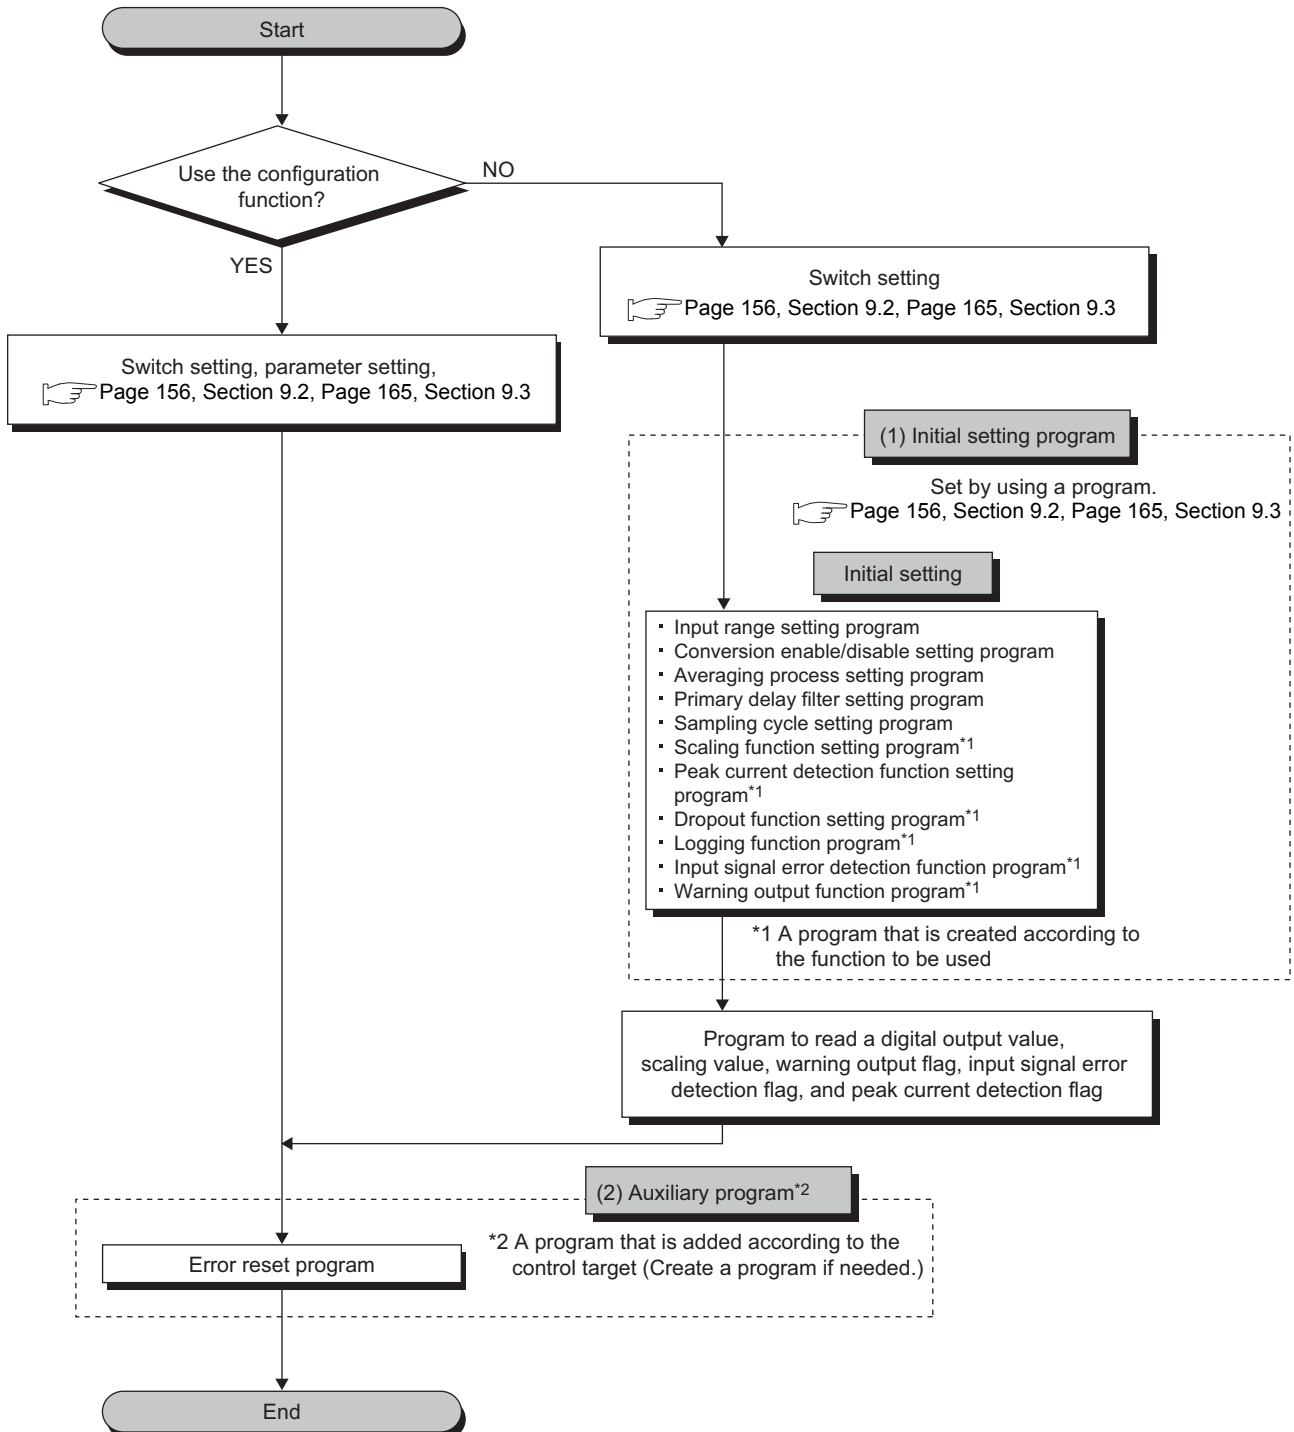 Start
Use the configuration
function?
NO
YES
Switch setting
Page 156, Section 9.2, Page 165, Section 9.3
Switch setting, parameter setting,
Page 156, Section 9.2, Page 165, Section 9.3
(1) Initial setting program
Set by using a program.
Page 156, Section 9.2, Page 165, Section 9.3
Initial setting
▪ Input range setting program
▪ Conversion enable/disable setting program
▪ Averaging process setting program
▪ Primary delay filter setting program
▪ Sampling cycle setting program
▪ Scaling function setting program*1
▪ Peak current detection function setting
program*1
▪ Dropout function setting program*1
▪ Logging function program*1
▪ Input signal error detection function program*1
▪ Warning output function program*1
*1 A program that is created according to
the function to be used
Program to read a digital output value,
scaling value, warning output flag, input signal error
detection flag, and peak current detection flag
(2) Auxiliary program*2
*2 A program that is added according to the
control target (Create a program if needed.)
Error reset program
End